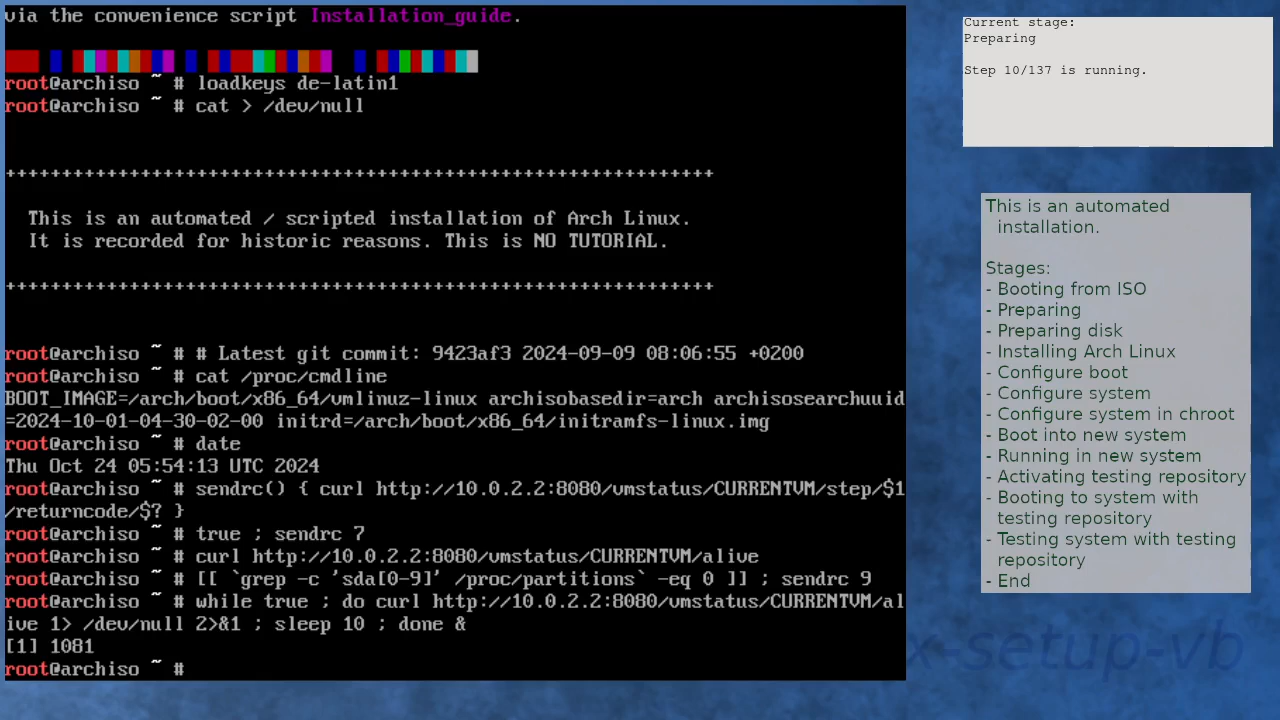 via the convenience script Installation_guide.
root@archiso ~ # loadkeys de-latin1
root@archiso ~ # cat > /dev/null
+++++++++++++++++++++++++++++++++++++++++++++++++++++++++++++++
This is an automated / scripted installation of Arch Linux.
It is recorded for historic reasons. This is NO TUTORIAL.
+++++++++++++++++++++++++++++++++++++++++++++++++++++++++++++++
root@archiso ~ # # Latest git commit: 9423af3 2024-09-09 08:06:55 +0200
root@archiso ~ # cat /proc/cmdline
BOOT_IMAGE=/arch/boot/x86_64/vmlinuz-linux archisobasedir=arch archisosearchuuid
=2024-10-01-04-30-02-00 initrd=/arch/boot/x86_64/initramfs-linux.img
root@archiso ~ # date
Thu Oct 24 05:54:13 UTC 2024
root@archiso ~ # sendrc() { curl http://10.0.2.2:8080/vmstatus/CURRENTVM/step/$1
/returncode/$? }
root@archiso ~ # true ; sendrc 7
root@archiso ~ # curl http://10.0.2.2:8080/vmstatus/CURRENTVM/alive
root@archiso ~ # [[ `grep -c 'sda[0-9]' /proc/partitions` -eq 0 ]] ; sendrc 9
root@archiso ~ # while true ; do curl http://10.0.2.2:8080/vmstatus/CURRENTVM/al
ive 1> /dev/null 2>&1 ; sleep 10 ; done &
[1] 1081
root@archiso ~ #
Current stage:
Preparing
Step 10/137 is running.
This is an automated
installation.
Stages:
- Booting from ISO
- Preparing
- Preparing disk
- Installing Arch Linux
- Configure boot
- Configure system
- Configure system in chroot
- Boot into new system
- Running in new system
- Activating testing repository
- Booting to system with
testing repository
- Testing system with testing
repository
- End
x-setup-vb